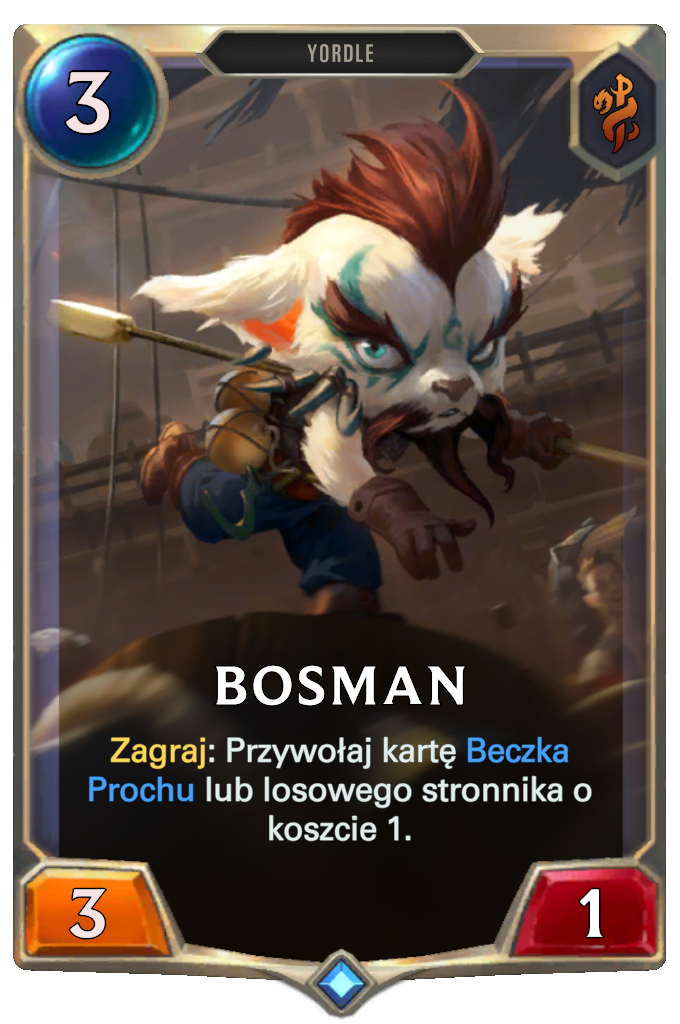 3
YORDLE
BOSMAN
Zagraj: Przywołaj kartę Beczka
Prochu lub losowego stronnika o
koszcie 1.
3
1